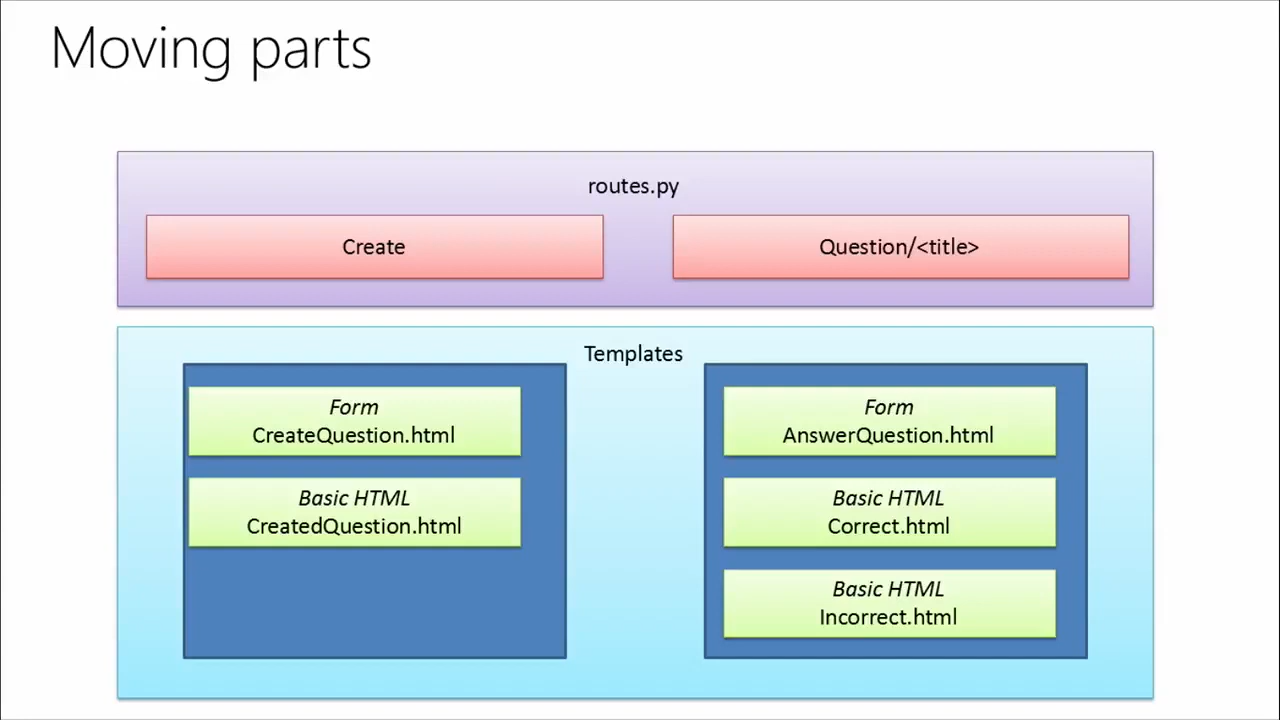 Moving parts
routes.py
Create
Question/<title>
Templates
Form
CreateQuestion.html
Basic HTML
CreatedQuestion.html
Form
AnswerQuestion.html
Basic HTML
Correct.html
Basic HTML
Incorrect.html